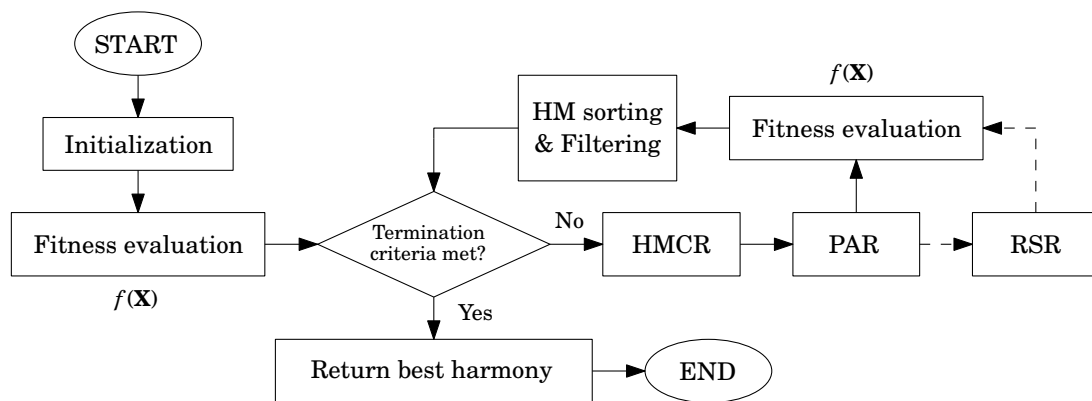 START
Initialization
Fitness evaluation
f(X)
Termination
criteria met?
No
HMCR
PAR
RSR
f(X)
Fitness evaluation
HM sorting
& Filtering
Yes
Return best harmony
END